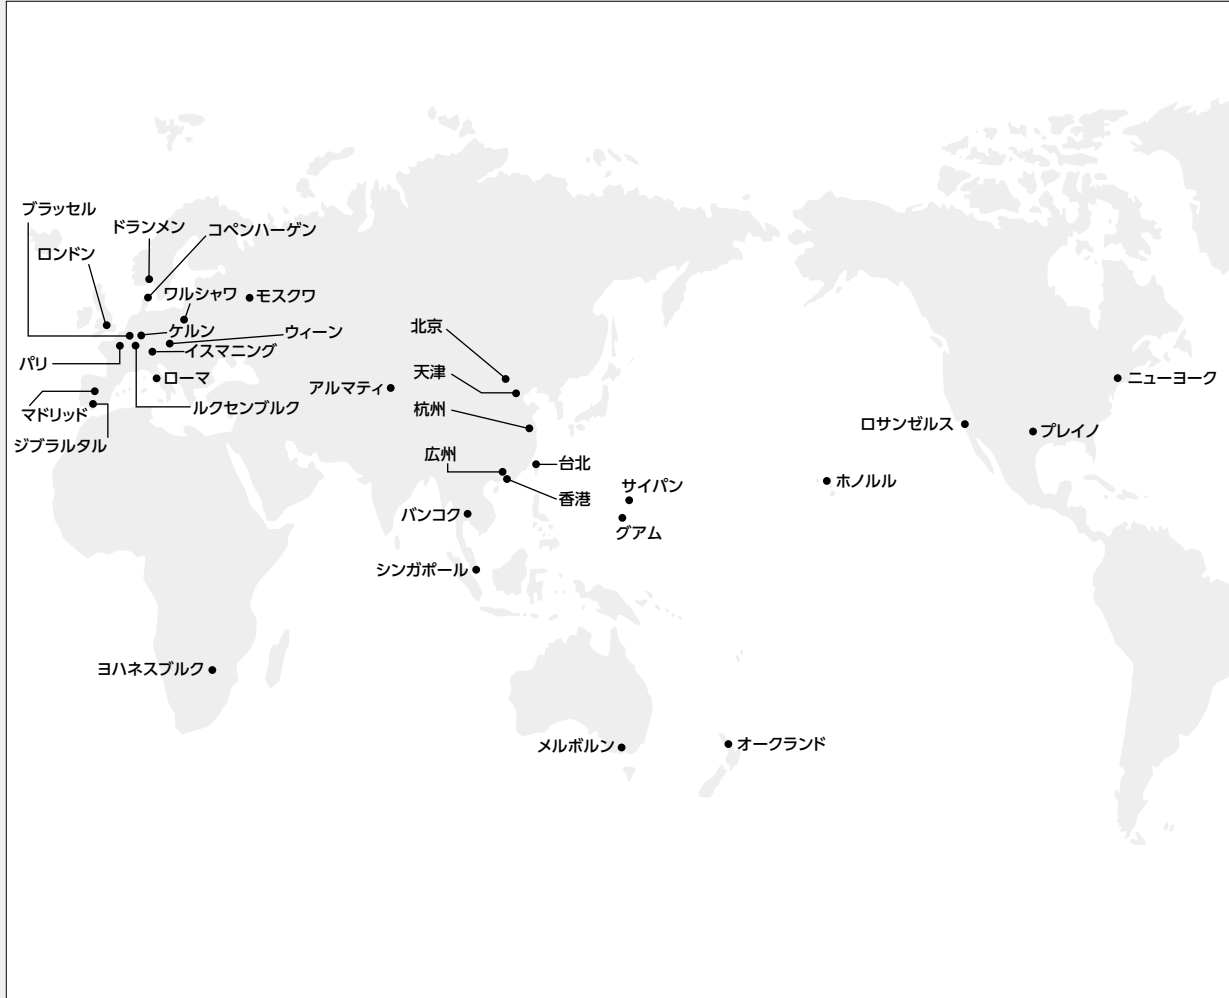 ブラッセル
ドランメン
コペンハーゲン
ロンドン
ワルシャワ
モスクワ
ケルン
ウィーン
北京
イスマニング
パリ
天津
ローマ
アルマティ
ニューヨーク
ルクセンブルク
杭州
マドリッド
ロサンゼルス
プレイノ
ジブラルタル
広州
台北
ホノルル
サイパン
香港
バンコク
グアム
シンガポール
ヨハネスブルク
メルボルン
オークランド